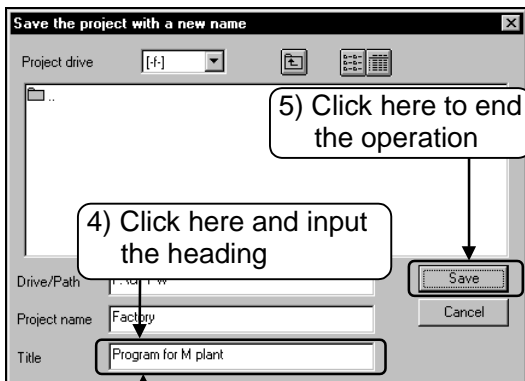 Save the project with a new name
Project drive [-f-]
..
5) Click here to end
the operation
4) Click here and input
the heading
Drive/Path
Save
Project name Factory
Cancel
Title Program for M plant